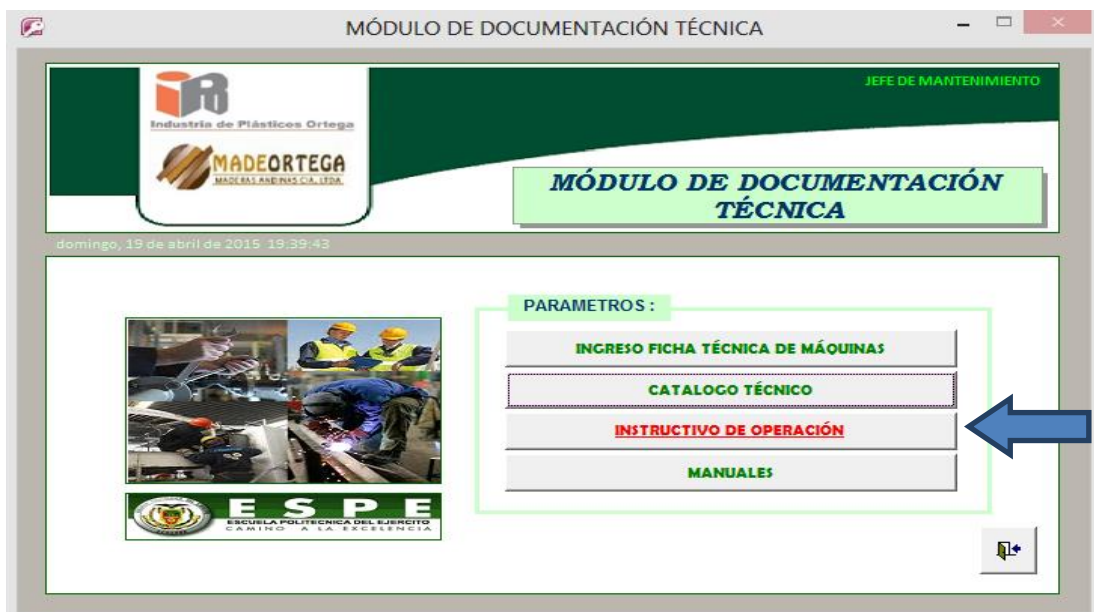 MÓDULO DE DOCUMENTACIÓN TÉCNICA
JEFE DE MANTENIMIENTO
Industria de Plásticos Ortega
MADEORTEGA
MADERAS ANDINAS CIA. LTDA.
MÓDULO DE DOCUMENTACIÓN
TÉCNICA
domingo, 19 de abril de 2015 19:39:43
PARAMETROS :
INGRESO FICHA TÉCNICA DE MÁQUINAS
CATALOGO TÉCNICO
INSTRUCTIVO DE OPERACIÓN
MANUALES
ESPE
ESCUELA POLITECNICA DEL EJERCITO
CAMINO A LA EXCELENCIA